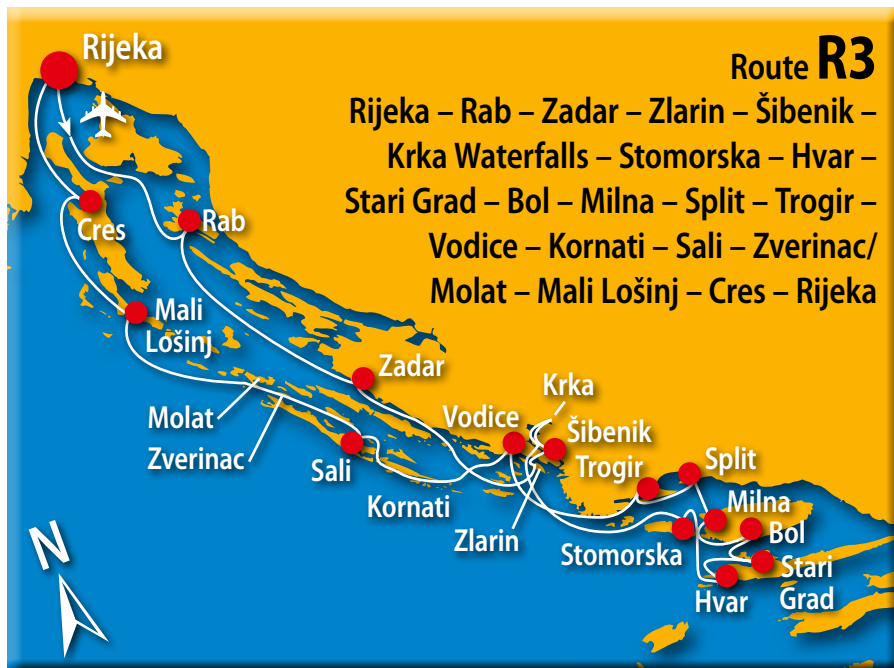 Rijeka
Route R3
Rijeka – Rab – Zadar – Zlarin – Šibenik –
Krka Waterfalls – Stomorska – Hvar –
Stari Grad – Bol – Milna – Split – Trogir –
Vodice – Kornati – Sali – Zverinac/
Molat – Mali Lošinj – Cres – Rijeka
Cres
Rab
Mali
Lošinj
Zadar
Krka
Molat
Vodice
Šibenik
Zverinac
Sali
Trogir
Split
Kornati
Milna
Zlarin
Bol
Stomorska
Stari
Grad
Hvar
N